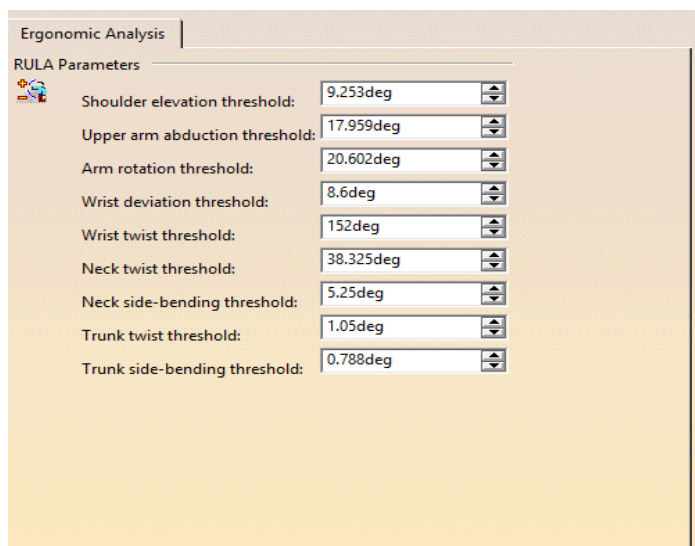 Ergonomic Analysis
RULA Parameters
Shoulder elevation threshold: 9.253deg
Upper arm abduction threshold: 17.959deg
Arm rotation threshold: 20.602deg
Wrist deviation threshold: 8.6deg
Wrist twist threshold: 152deg
Neck twist threshold: 38.325deg
Neck side-bending threshold: 5.25deg
Trunk twist threshold: 1.05deg
Trunk side-bending threshold: 0.788deg